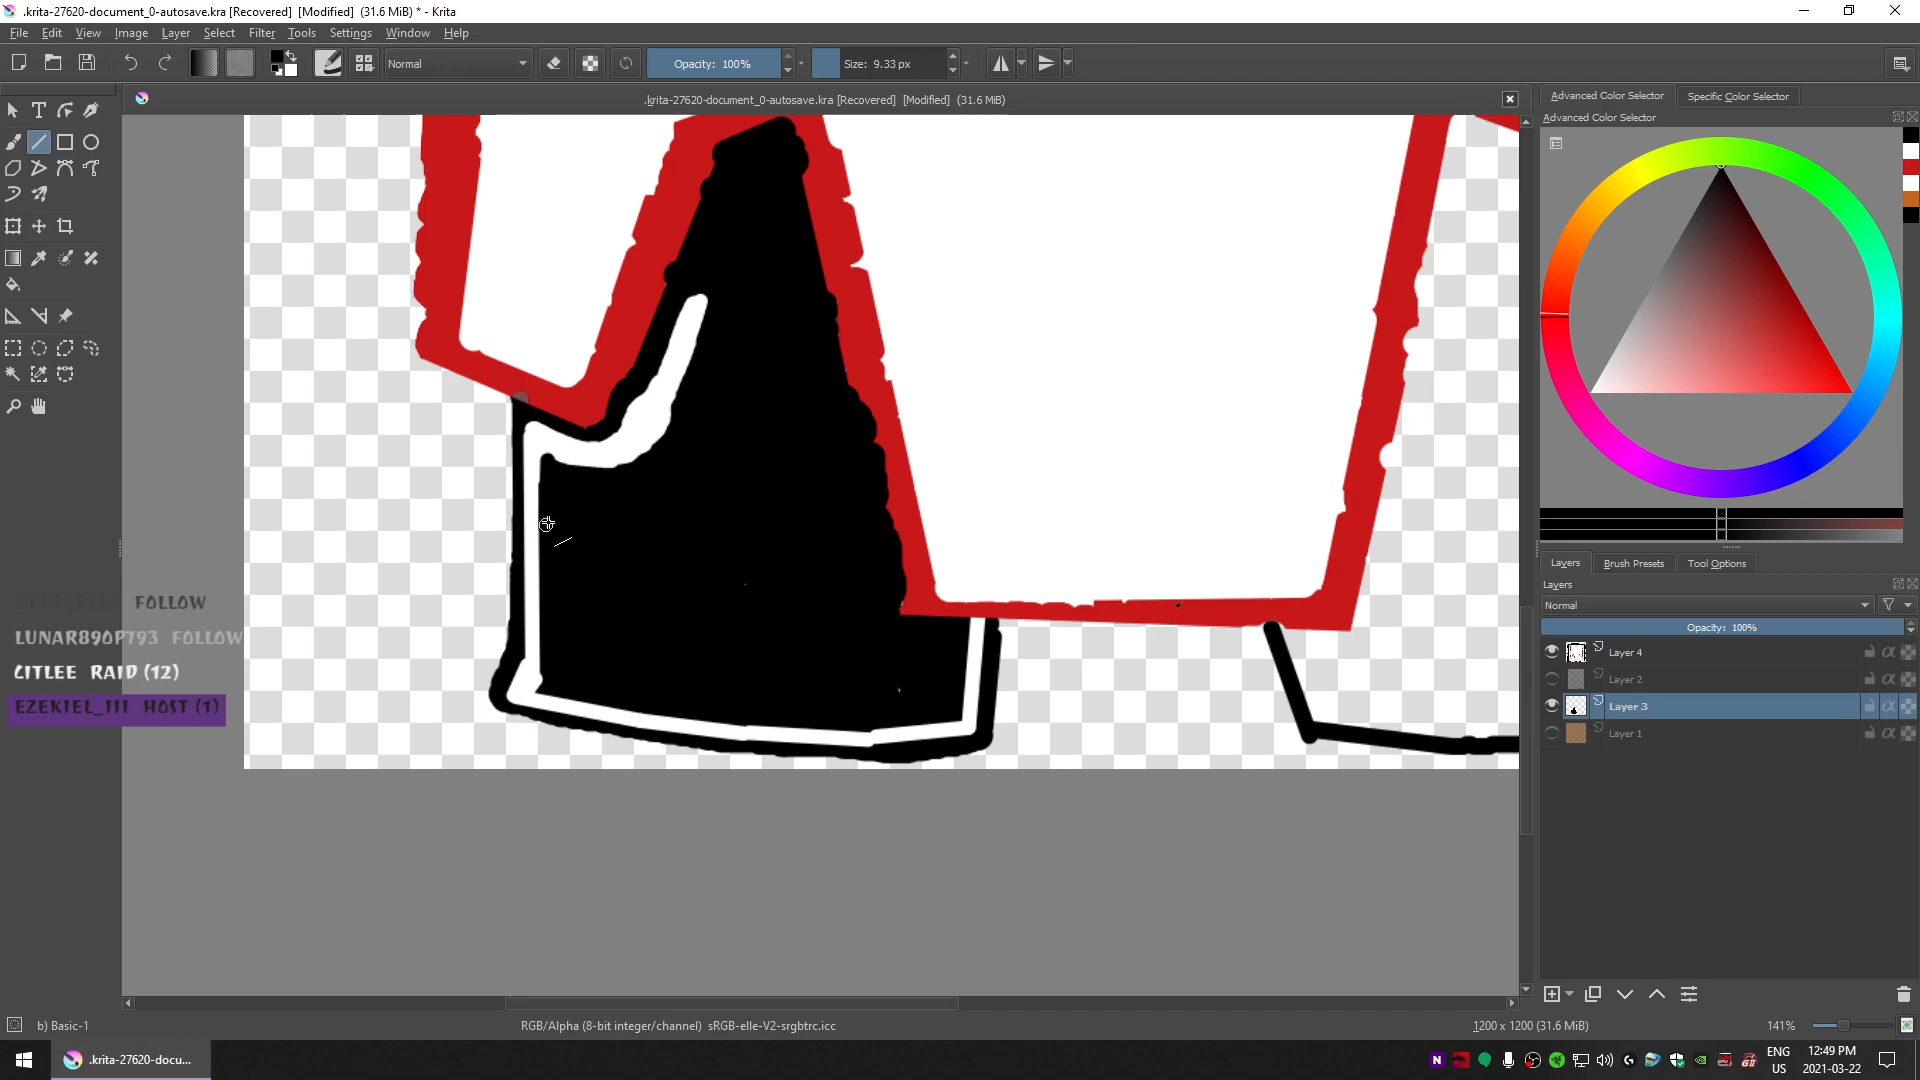 .krita-27620-document_0-autosave.kra [Recovered] [Modified] (31.6 MiB) * - Krita
File Edit View Image Layer Select Filter Tools Settings Window Help
Normal
Opacity: 100%
Size: 9.33 px
.krita-27620-document_0-autosave.kra [Recovered] [Modified] (31.6 MiB)
Advanced Color Selector
Specific Color Selector
Advanced Color Selector
FOLLOW
LUNAR890P793 FOLLOW
CITLEE RAID (12)
EZEKIEL_III HOST (1)
Layers
Brush Presets
Tool Options
Layers
Normal
Opacity: 100%
Layer 4
Layer 2
Layer 3
Layer 1
b) Basic-1
RGB/Alpha (8-bit integer/channel) sRGB-elle-V2-srgbtrc.icc
1200 x 1200 (31.6 MiB)
141%
.krita-27620-docu...
ENG
US
12:49 PM
2021-03-22